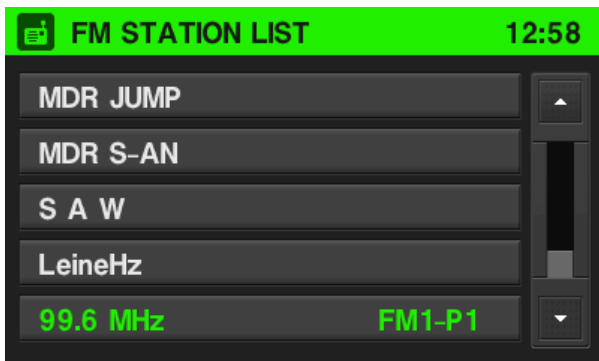 FM STATION LIST 12:58
MDR JUMP
MDR S-AN
S A W
LeineHz
99.6 MHz FM1-P1